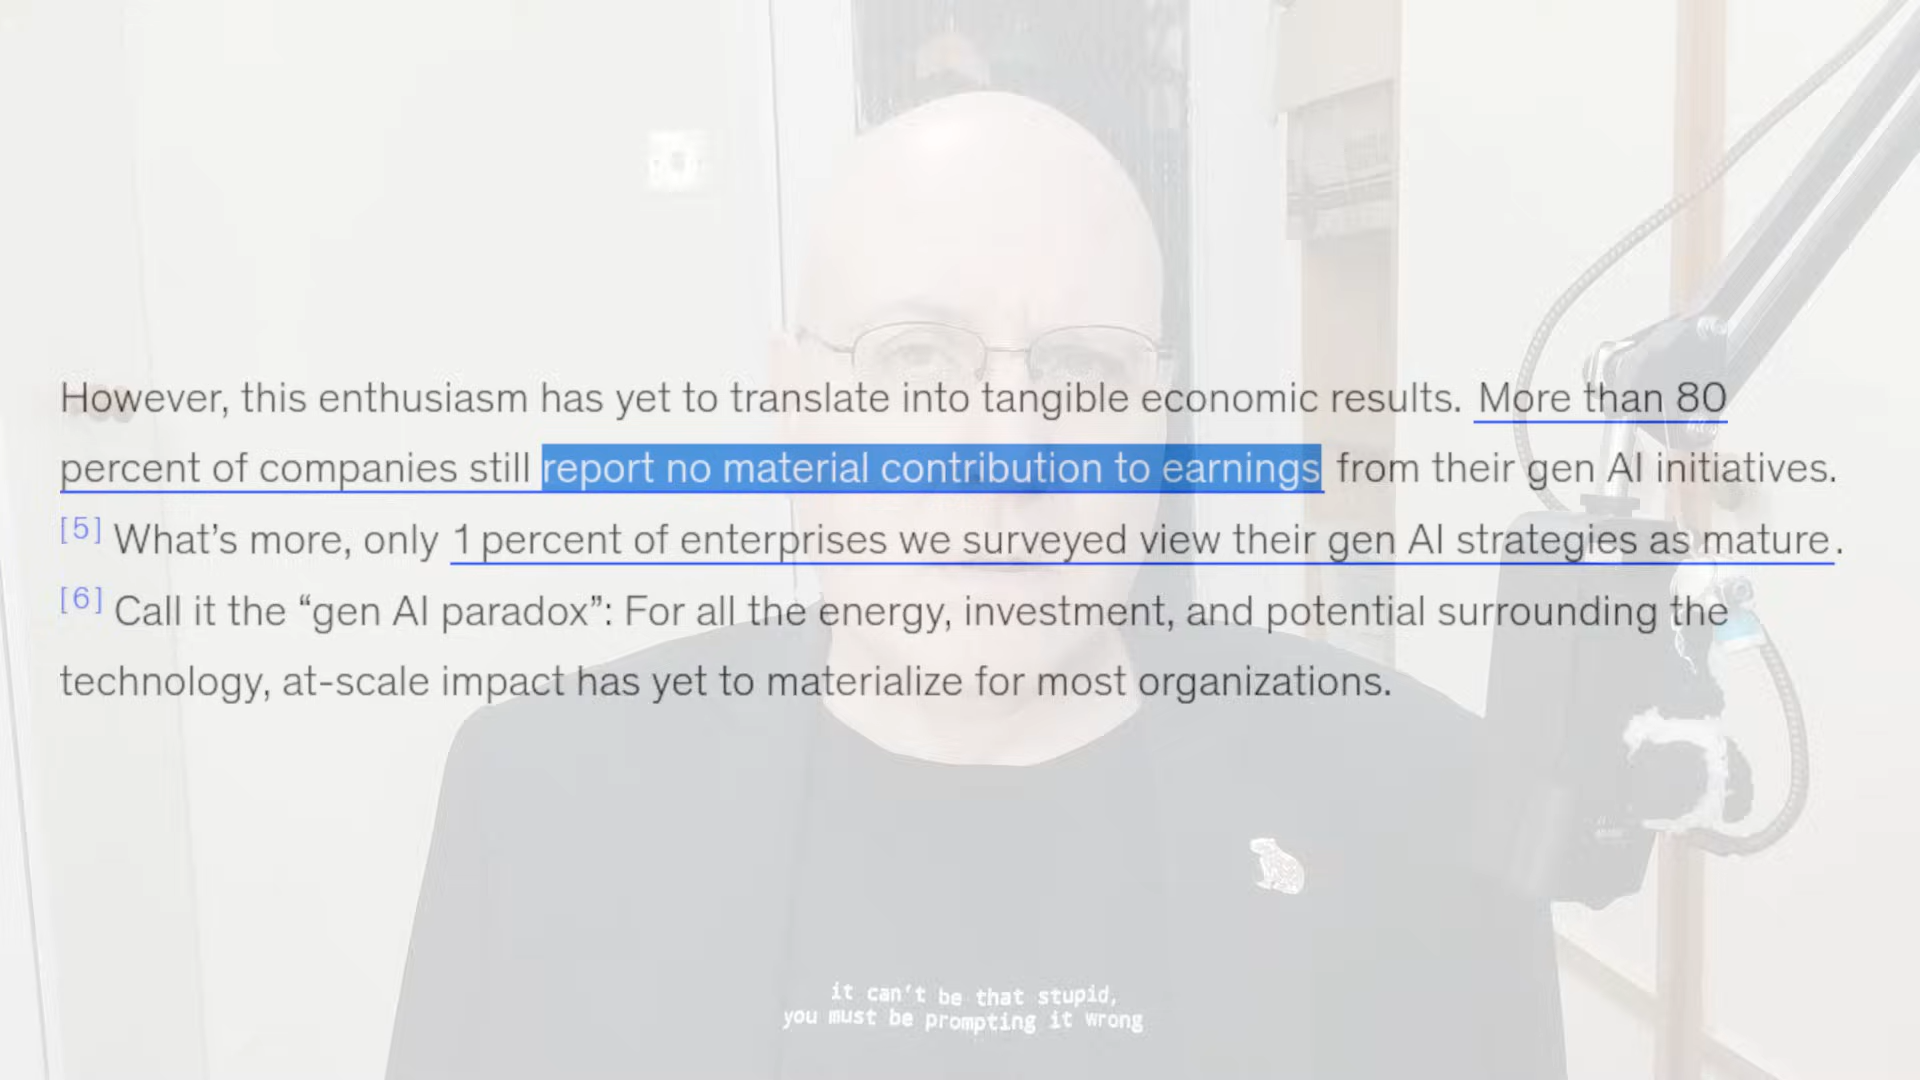 However, this enthusiasm has yet to translate into tangible economic results. More than 80
percent of companies still report no material contribution to earnings from their gen AI initiatives.
[5] What’s more, only 1 percent of enterprises we surveyed view their gen AI strategies as mature.
[6] Call it the “gen AI paradox”: For all the energy, investment, and potential surrounding the
technology, at-scale impact has yet to materialize for most organizations.
it can't be that stupid,
you must be prompting it wrong